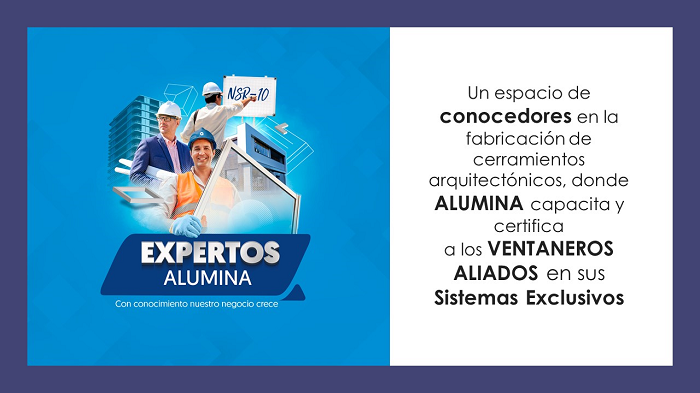 NSR-10
EXPERTOS
ALUMINA
Con conocimiento nuestro negocio crece
Un espacio de
conocedores en la
fabricación de
cerramientos
arquitectónicos, donde
ALUMINA capacita y
certifica
a los VENTANEROS
ALIADOS en sus
Sistemas Exclusivos